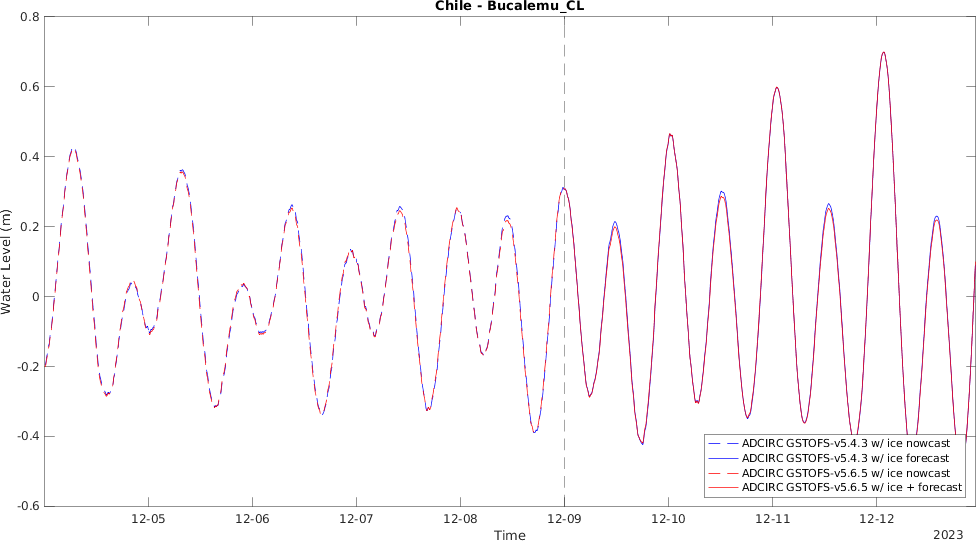 Chile - Bucalemu_CL
0.8
0.6
0.4
0.2
0
-0.2
-0.4
-0.6
Water Level (m)
12-05 12-06 12-07 12-08 12-09 12-10 12-11 12-12
Time
2023
ADCIRC GSTOFS-v5.4.3 w/ ice nowcast
ADCIRC GSTOFS-v5.4.3 w/ ice forecast
ADCIRC GSTOFS-v5.6.5 w/ ice nowcast
ADCIRC GSTOFS-v5.6.5 w/ ice + forecast